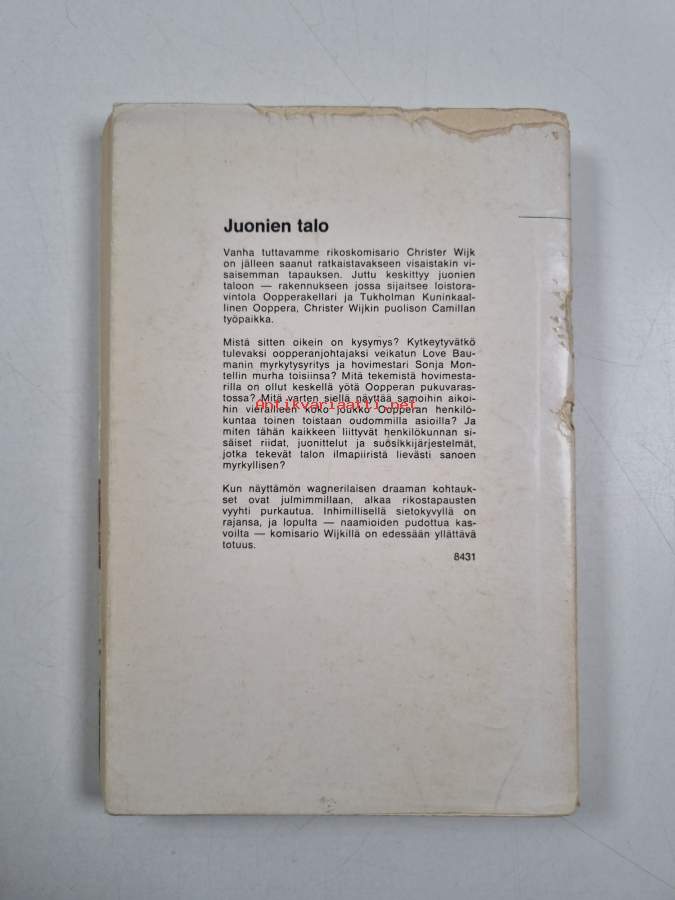 Juonien talo
Vanha tuttavamme rikoskomisario Christer Wijk
on jälleen saanut ratkaistavakseen visaistakin vi-
saisemman tapauksen. Juttu keskittyy juonien
taloon — rakennukseen jossa sijaitsee loistora-
vintola Oopperakellari ja Tukholman Kuninkaal-
linen Ooppera, Christer Wijkin puolison Camillan
työpaikka.
Mistä sitten oikein on kysymys? Kytkeytyvätkö
tulevaksi oopperanjohtajaksi veikatun Love Bau-
manin myrkytysyritys ja hovimestari Sonja Mon-
tellin murha toisiinsa? Mitä tekemistä hovimesta-
rilla on ollut keskellä yötä Oopperan pukuvaras-
tossa? Mitä varten siellä näyttää samoihin aikoi-
Antikvariaatti.net
hin vierailleen koko joukko Oopperan henkilö-
kuntaa toinen toistaan oudommilla asioilla? Ja
miten tähän kaikkeen liittyvät henkilökunnan si-
säiset riidat, juonittelut ja suosikkijärjestelmät,
jotka tekevät talon ilmapiiristä lievästi sanoen
myrkyllisen?
Kun näyttämön wagnerilaisen draaman kohtauk-
set ovat julmimmillaan, alkaa rikostapausten
vyyhti purkautua. Inhimillisellä sietokyvyllä on
rajansa, ja lopulta — naamioiden pudottua kas-
voilta — komisario Wijkillä on edessään yllättävä
totuus.
8431